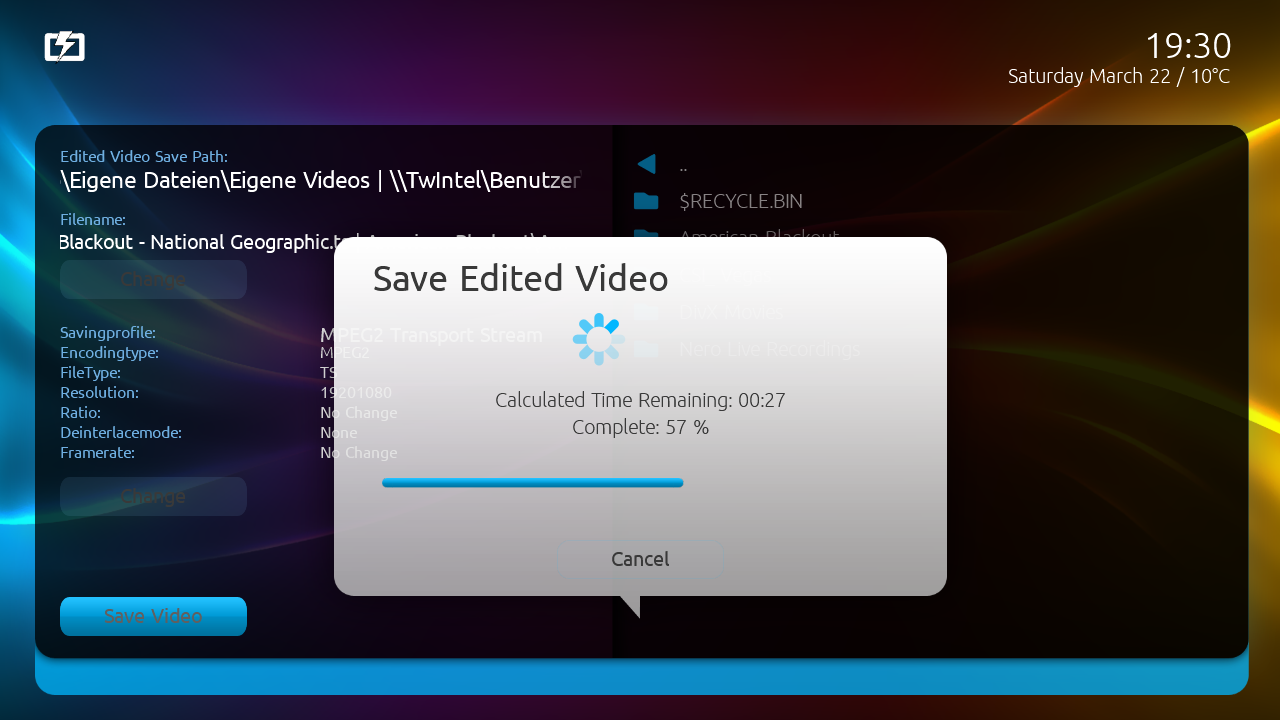 19:30
Saturday March 22 / 10°C
Edited Video Save Path:
\Eigene Dateien\Eigene Videos | \\TwIntel\Benutzer\
Filename:
Blackout - National Geographic.ts | American Blackout\
Change
Savingprofile: MPEG2 Transport Stream
Encodingtype: MPEG2
FileType: TS
Resolution: 19201080
Ratio: No Change
Deinterlacemode: None
Framerate: No Change
Change
Save Video
..
$RECYCLE.BIN
American Blackout
DivX Movies
Nero Live Recordings
Save Edited Video
Calculated Time Remaining: 00:27
Complete: 57 %
Cancel